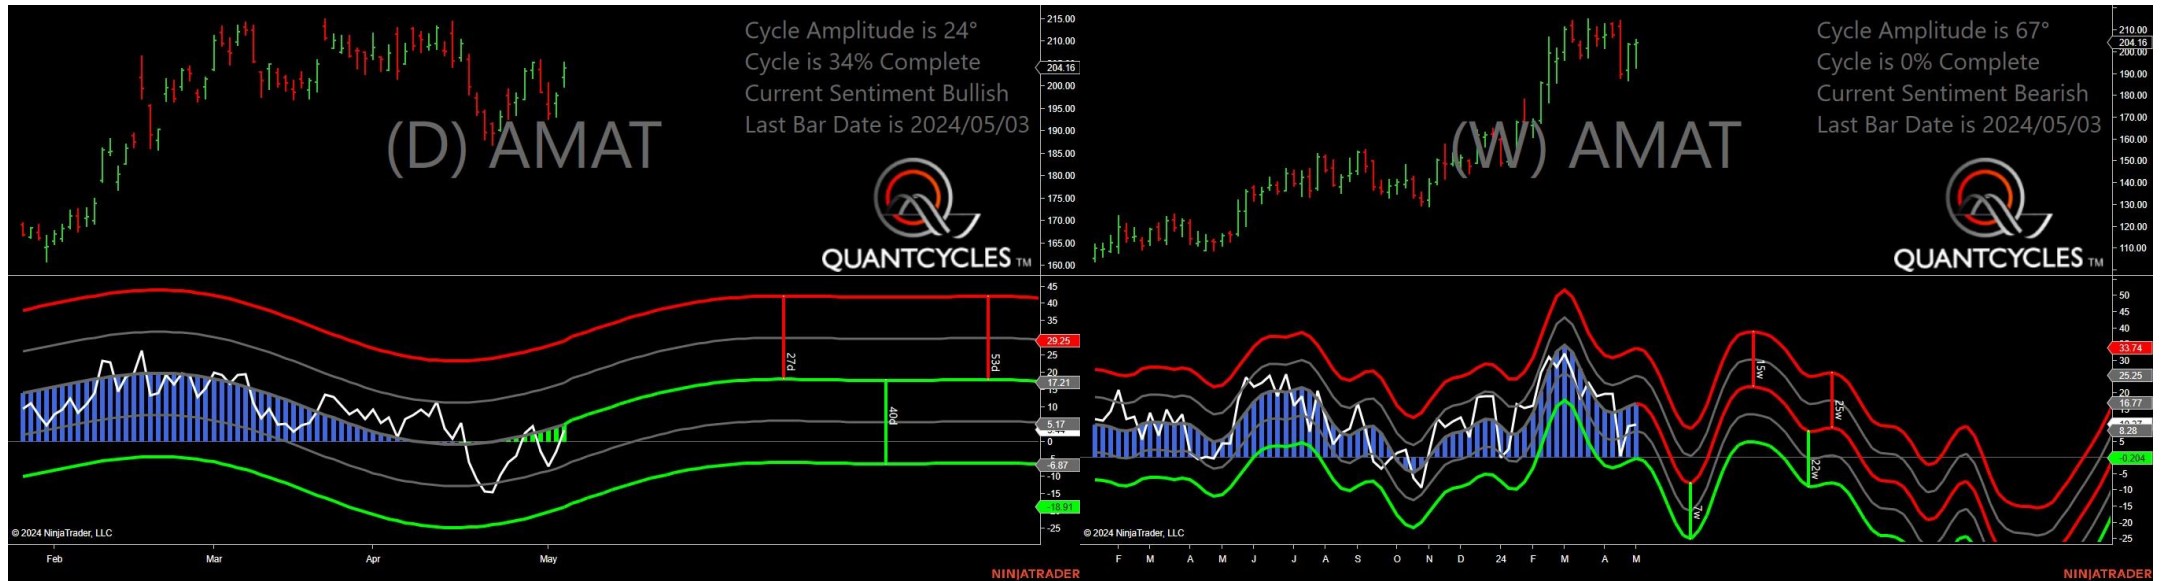 Cycle Amplitude is 24°
Cycle is 34% Complete
Current Sentiment Bullish
Last Bar Date is 2024/05/03
(D) AMAT
QUANTCYCLES TM
215.00
210.00
204.16
200.00
195.00
190.00
185.00
180.00
175.00
170.00
165.00
160.00
45
40
35
29.25
25
20
17.21
10
5.17
0
-5
-6.87
-10
-15
-18.91
-25
27d
53d
40d
© 2024 NinjaTrader, LLC
Feb Mar Apr May
NINJATRADER
Cycle Amplitude is 67°
Cycle is 0% Complete
Current Sentiment Bearish
Last Bar Date is 2024/05/03
(W) AMAT
QUANTCYCLES TM
210.00
204.16
200.00
190.00
180.00
170.00
160.00
150.00
140.00
130.00
120.00
110.00
50
45
40
33.74
30
25.25
20
16.77
8.28
5
-0.204
-5
-10
-15
-20
-25
15w
25w
22w
7w
© 2024 NinjaTrader, LLC
F M A M J J A S O N D 24 F M A M
NINJATRADER